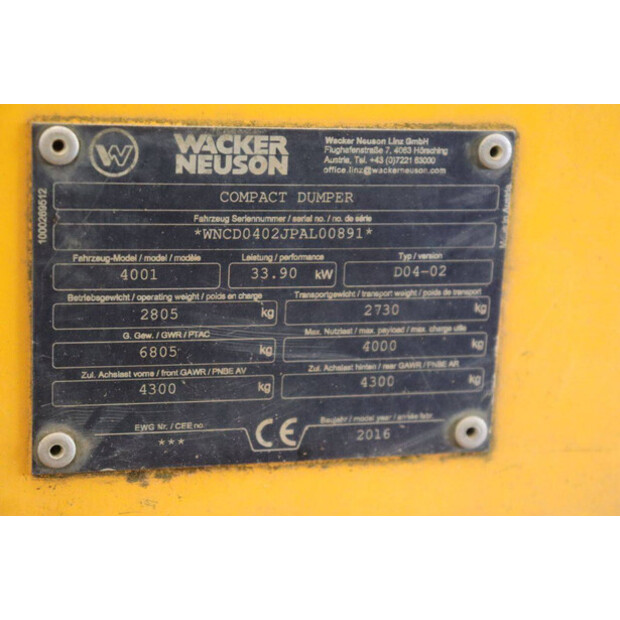 W
WACKER
NEUSON
Wacker Neuson Linz GmbH
Flughafenstraße 7, 4063 Hörsching
Austria, Tel. +43 (0)7221 63000
office.linz@wackerneuson.com
1000269512
COMPACT DUMPER
Fahrzeug Seriennummer / serial no. / no. de série
*WNCD0402JPAL00891*
Fahrzeug-Model / model / modèle
4001
Leistung / performance
33.90 kW
Typ / version
D04-02
Betriebsgewicht / operating weight / poids en charge
2805 kg
Transportgewicht / transport weight / poids de transport
2730 kg
G. Gew. / GWR / PTAC
6805 kg
Max. Nutzlast / max. payload / max. charge utile
4000 kg
Zul. Achslast vorne / front GAWR / PNBE AV
4300 kg
Zul. Achslast hinten / rear GAWR / PNBE AR
4300 kg
EWG Nr. / CEE no.
***
CE
Baujahr / model year / année fabr.
2016
Austria